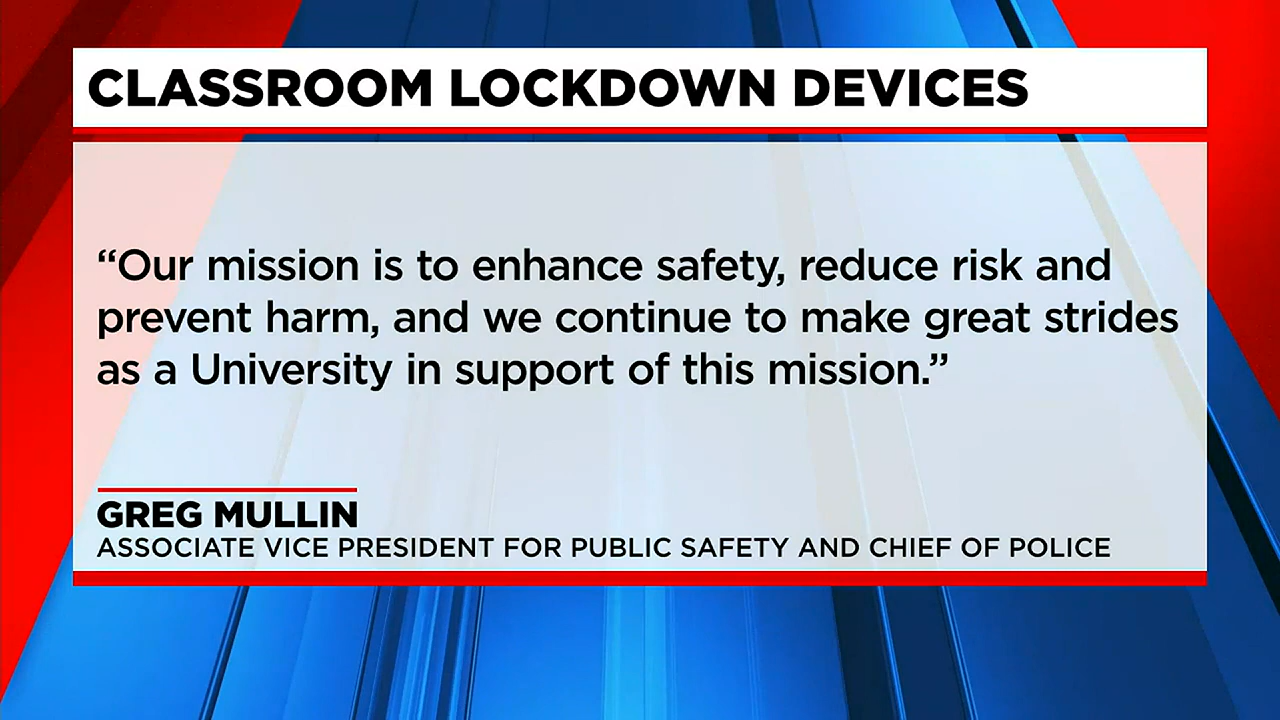 CLASSROOM LOCKDOWN DEVICES
“Our mission is to enhance safety, reduce risk and
prevent harm, and we continue to make great strides
as a University in support of this mission.”
GREG MULLIN
ASSOCIATE VICE PRESIDENT FOR PUBLIC SAFETY AND CHIEF OF POLICE